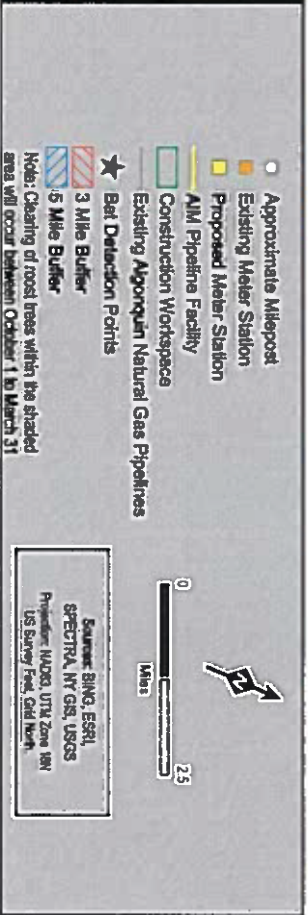 Approximate Milepost
Existing Meter Station
Proposed Meter Station
AIM Pipeline Facility
Construction Workspace
Existing Algonquin Natural Gas Pipelines
Bat Detection Points
3 Mile Buffer
5 Mile Buffer
Note: Clearing of roost trees within the shaded
area will occur between October 1 to March 31
N
0 2.5
Miles
Sources: BING, ESRI,
SPECTRA, NY GIS, USGS
Projection: NAD83, UTM Zone 18N
US Survey Feet, Grid North